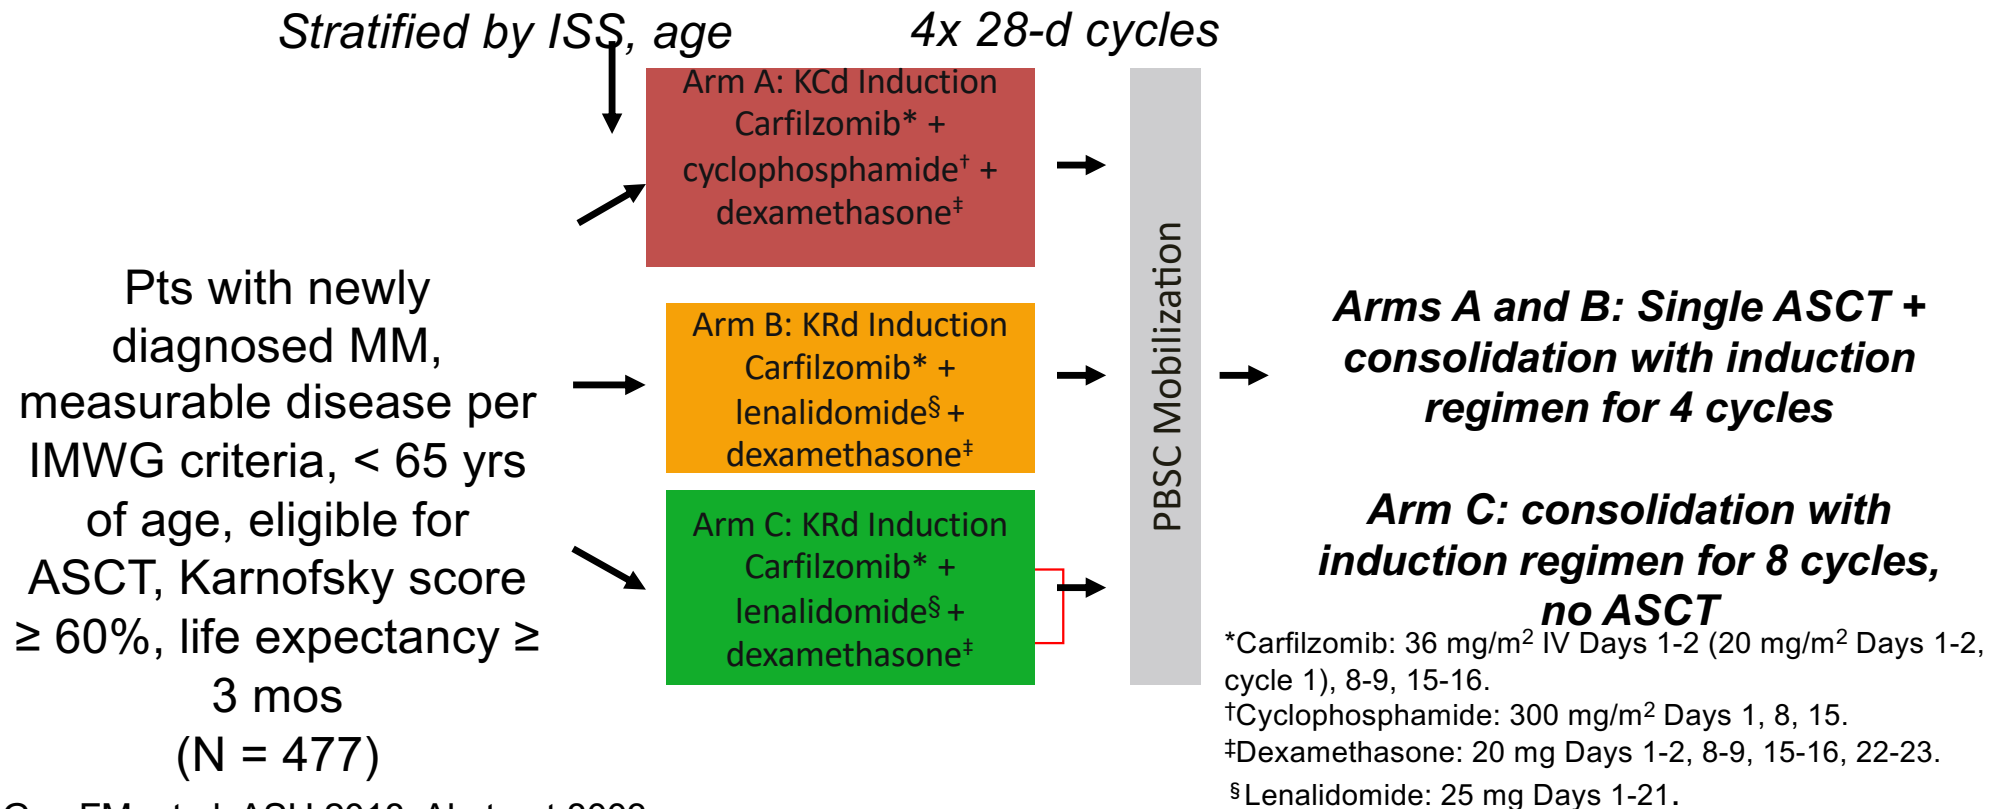 Stratified by ISS, age
4x 28-d cycles
Arm A: KCd Induction
Carfilzomib* +
cyclophosphamide† +
dexamethasone‡
Pts with newly
diagnosed MM,
measurable disease per
IMWG criteria, < 65 yrs
of age, eligible for
ASCT, Karnofsky score
≥ 60%, life expectancy ≥
3 mos
(N = 477)
Arm B: KRd Induction
Carfilzomib* +
lenalidomide§ +
dexamethasone‡
Arm C: KRd Induction
Carfilzomib* +
lenalidomide§ +
dexamethasone‡
PBSC Mobilization
Arms A and B: Single ASCT +
consolidation with induction
regimen for 4 cycles
Arm C: consolidation with
induction regimen for 8 cycles,
no ASCT
*Carfilzomib: 36 mg/m2 IV Days 1-2 (20 mg/m2 Days 1-2,
cycle 1), 8-9, 15-16.
†Cyclophosphamide: 300 mg/m2 Days 1, 8, 15.
‡Dexamethasone: 20 mg Days 1-2, 8-9, 15-16, 22-23.
§Lenalidomide: 25 mg Days 1-21.